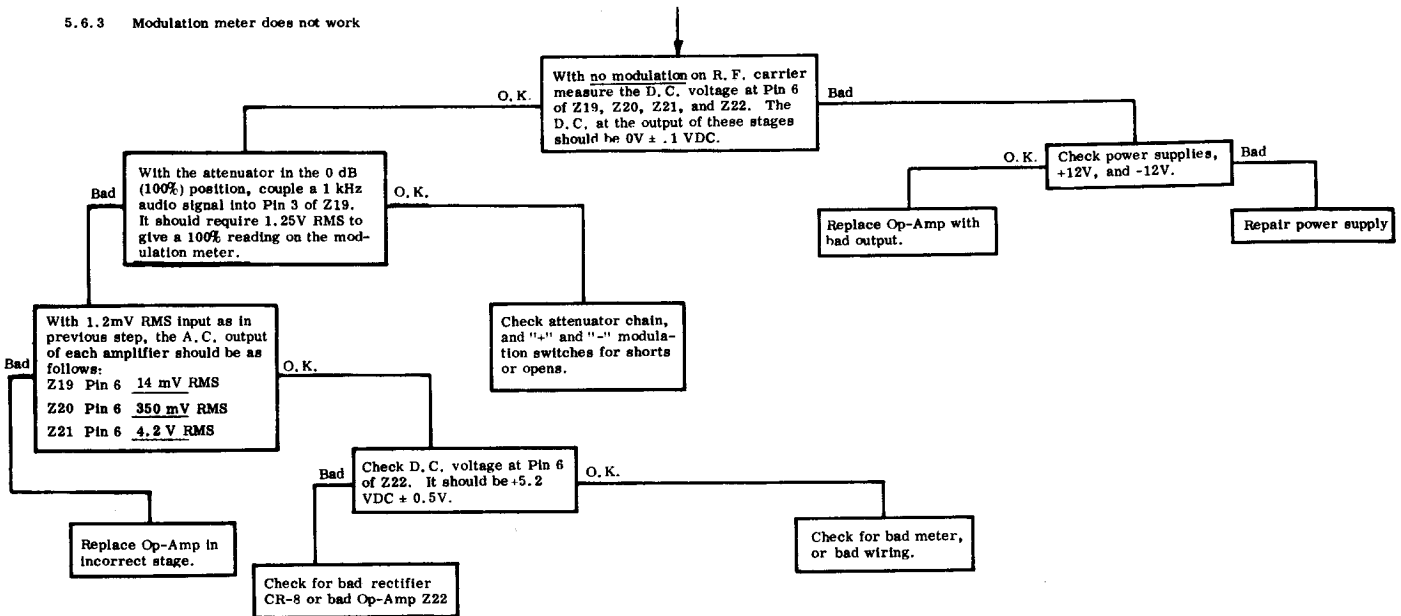 5.6.3 Modulation meter does not work
With no modulation on R.F. carrier
measure the D.C. voltage at Pin 6
of Z19, Z20, Z21, and Z22. The
D.C. at the output of these stages
should be 0V ± .1 VDC.
O.K.
Bad
With the attenuator in the 0 dB
(100%) position, couple a 1 kHz
audio signal into Pin 3 of Z19.
It should require 1.25V RMS to
give a 100% reading on the mod-
ulation meter.
Bad
O.K.
O.K.
Check power supplies,
+12V, and -12V.
Bad
Replace Op-Amp with
bad output.
Repair power supply
With 1.2mV RMS input as in
previous step, the A.C. output
of each amplifier should be as
follows:
Z19 Pin 6 14 mV RMS
Z20 Pin 6 350 mV RMS
Z21 Pin 6 4.2 V RMS
Bad
O.K.
Check attenuator chain,
and "+" and "-" modula-
tion switches for shorts
or opens.
Bad
Check D.C. voltage at Pin 6
of Z22. It should be +5.2
VDC ± 0.5V.
O.K.
Replace Op-Amp in
incorrect stage.
Check for bad rectifier
CR-8 or bad Op-Amp Z22
Check for bad meter,
or bad wiring.